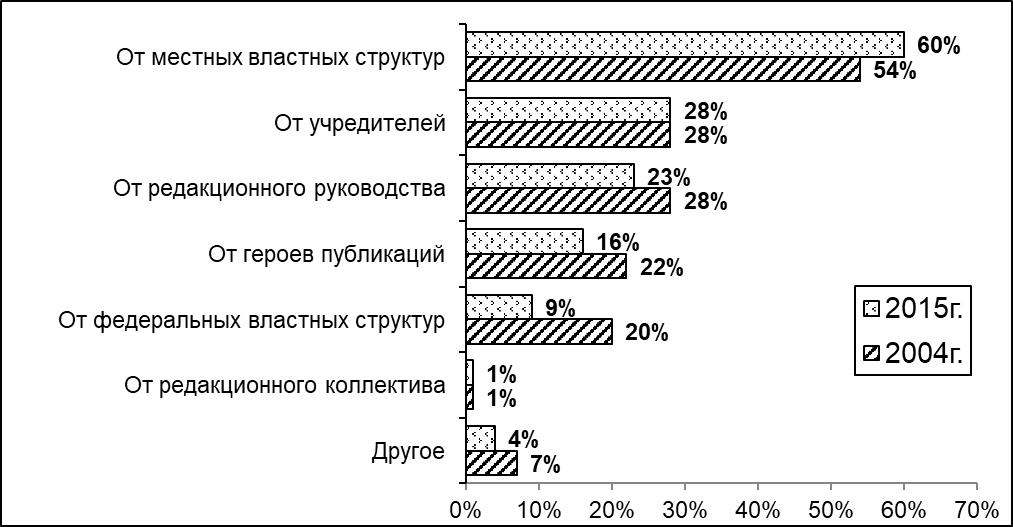 От местных властных структур
60%
54%
От учредителей
28%
28%
От редакционного руководства
23%
28%
От героев публикаций
16%
22%
От федеральных властных структур
9%
20%
От редакционного коллектива
1%
1%
Другое
4%
7%
2015г.
2004г.
0% 10% 20% 30% 40% 50% 60% 70%